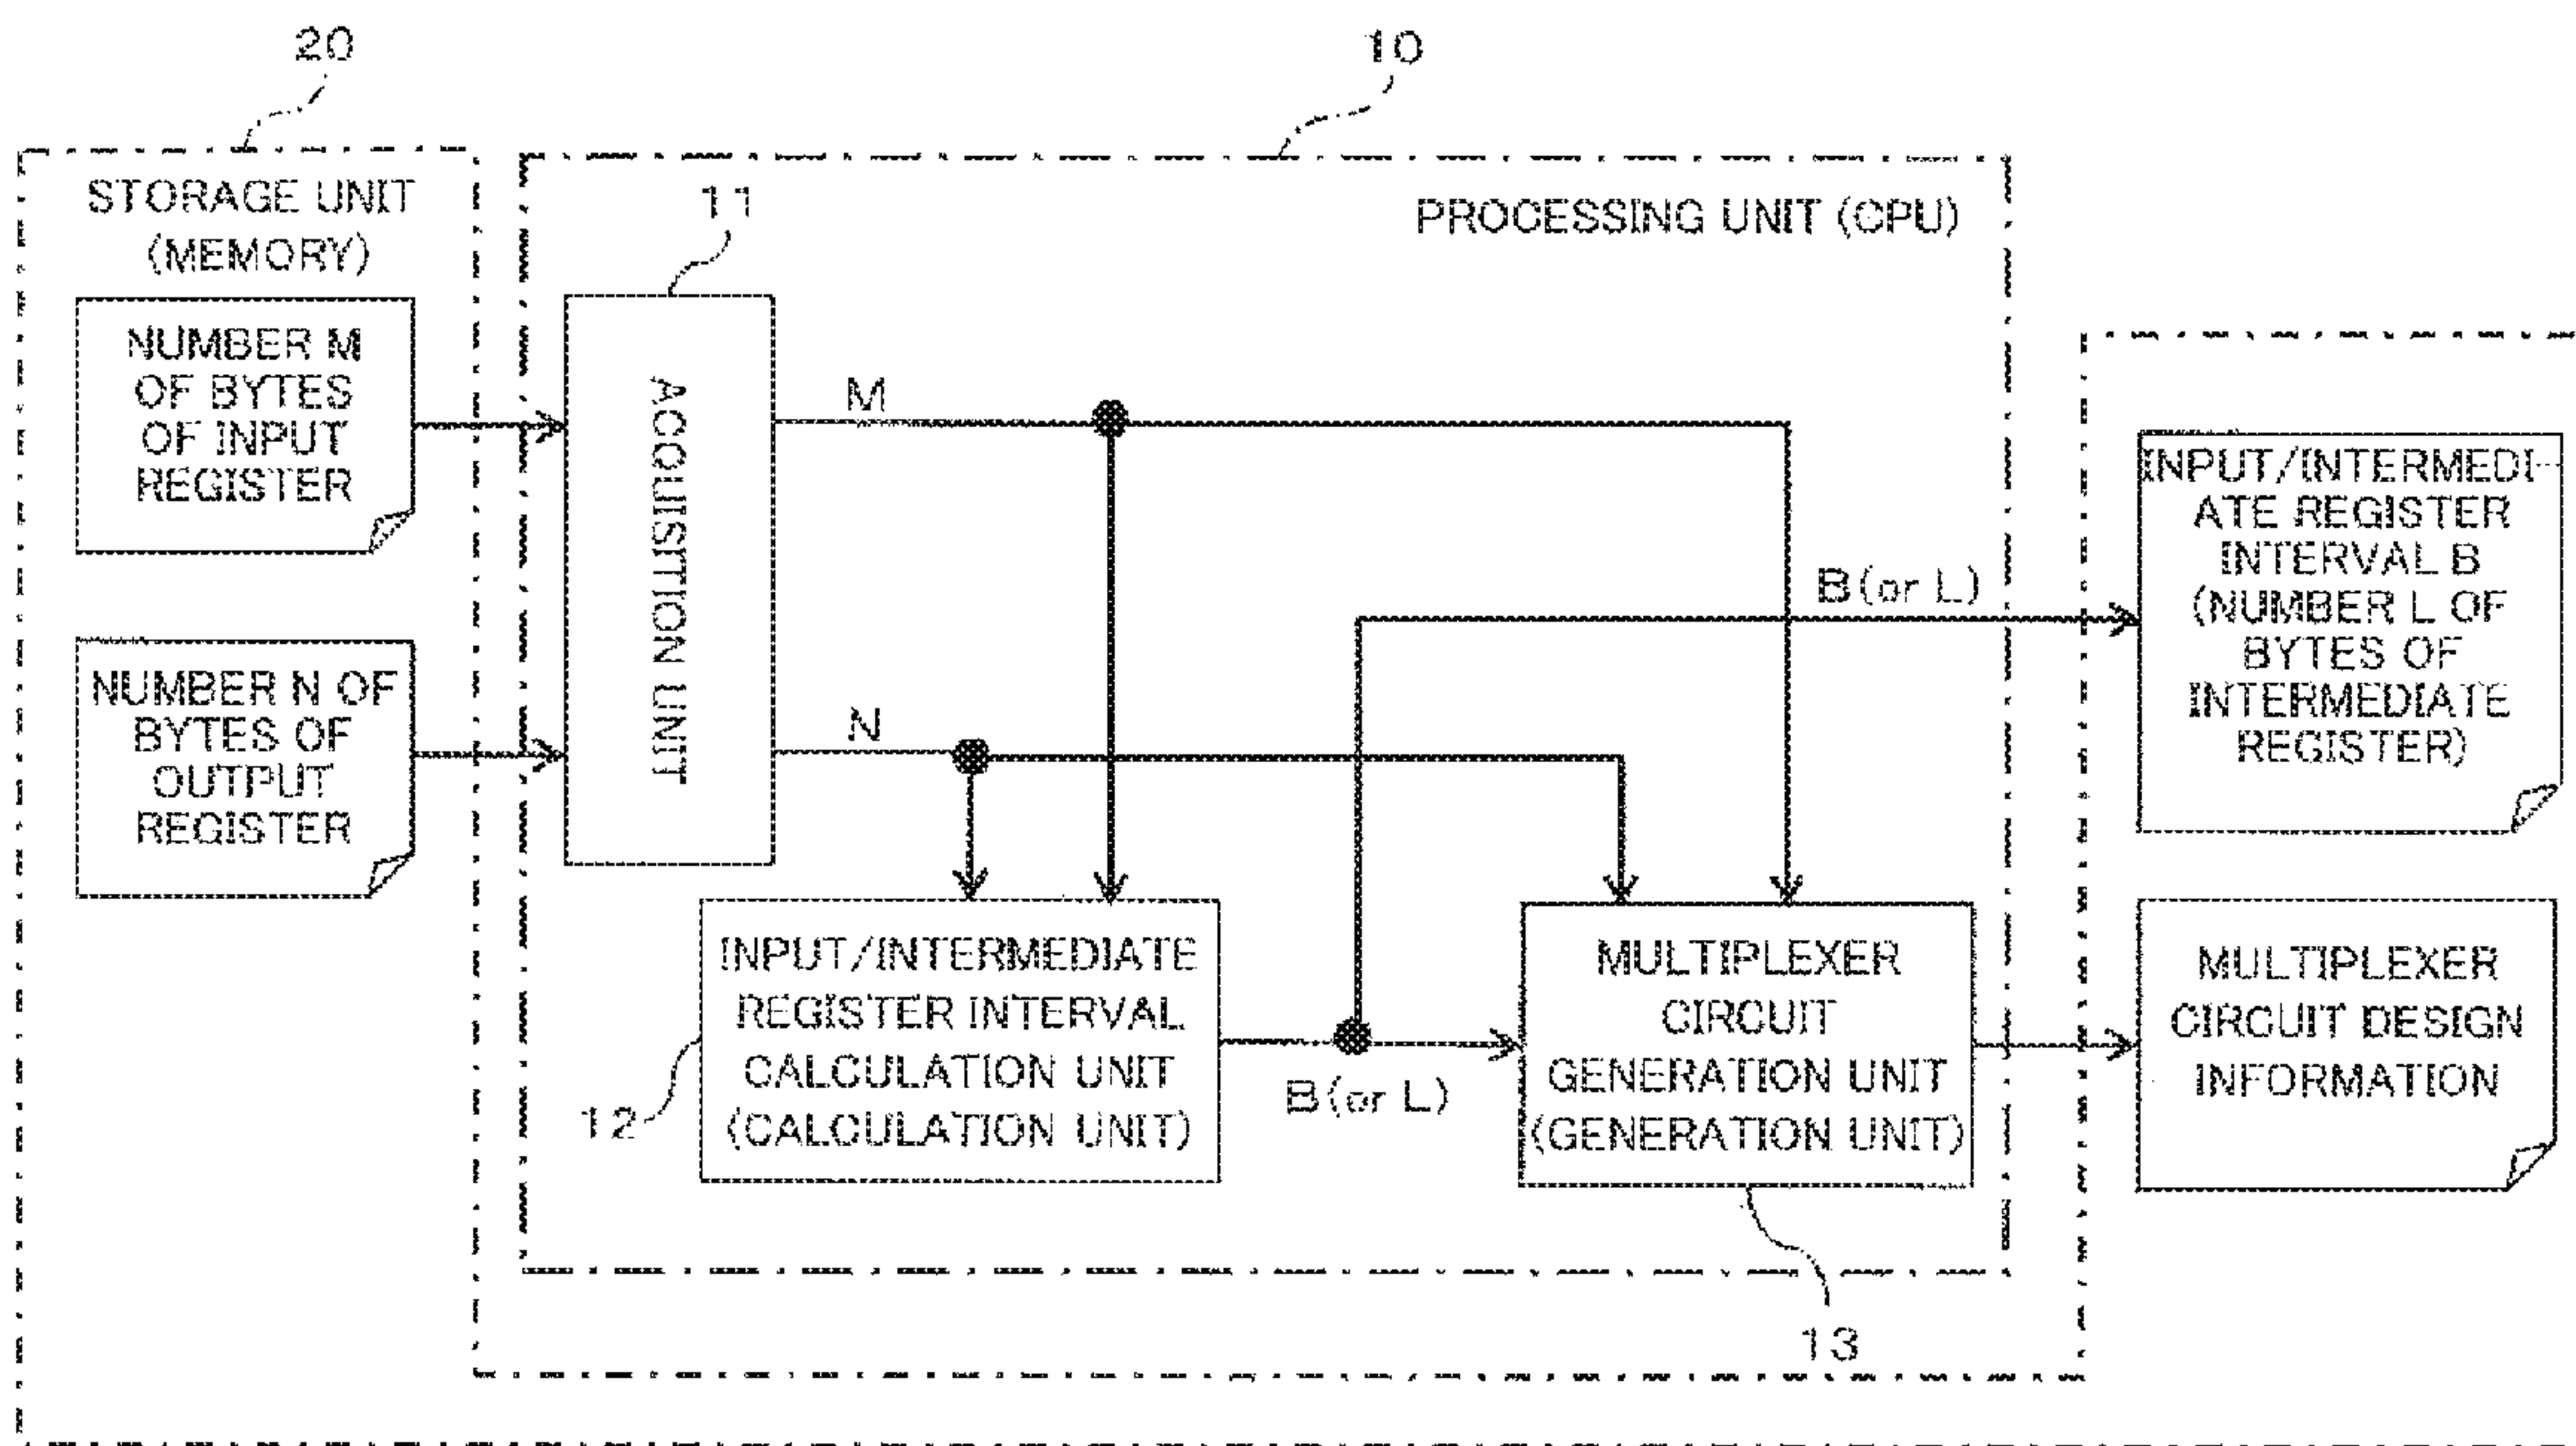 20
10
STORAGE UNIT
(MEMORY)
11
PROCESSING UNIT (CPU)
NUMBER M
OF BYTES
OF INPUT
REGISTER
ACQUISITION UNIT
M
INPUT/INTERMEDI-
ATE REGISTER
INTERVAL B
(NUMBER L OF
BYTES OF
INTERMEDIATE
REGISTER)
B(or L)
NUMBER N OF
BYTES OF
OUTPUT
REGISTER
N
INPUT/INTERMEDIATE
REGISTER INTERVAL
CALCULATION UNIT
(CALCULATION UNIT)
12
B(or L)
MULTIPLEXER
CIRCUIT
GENERATION UNIT
(GENERATION UNIT)
13
MULTIPLEXER
CIRCUIT DESIGN
INFORMATION